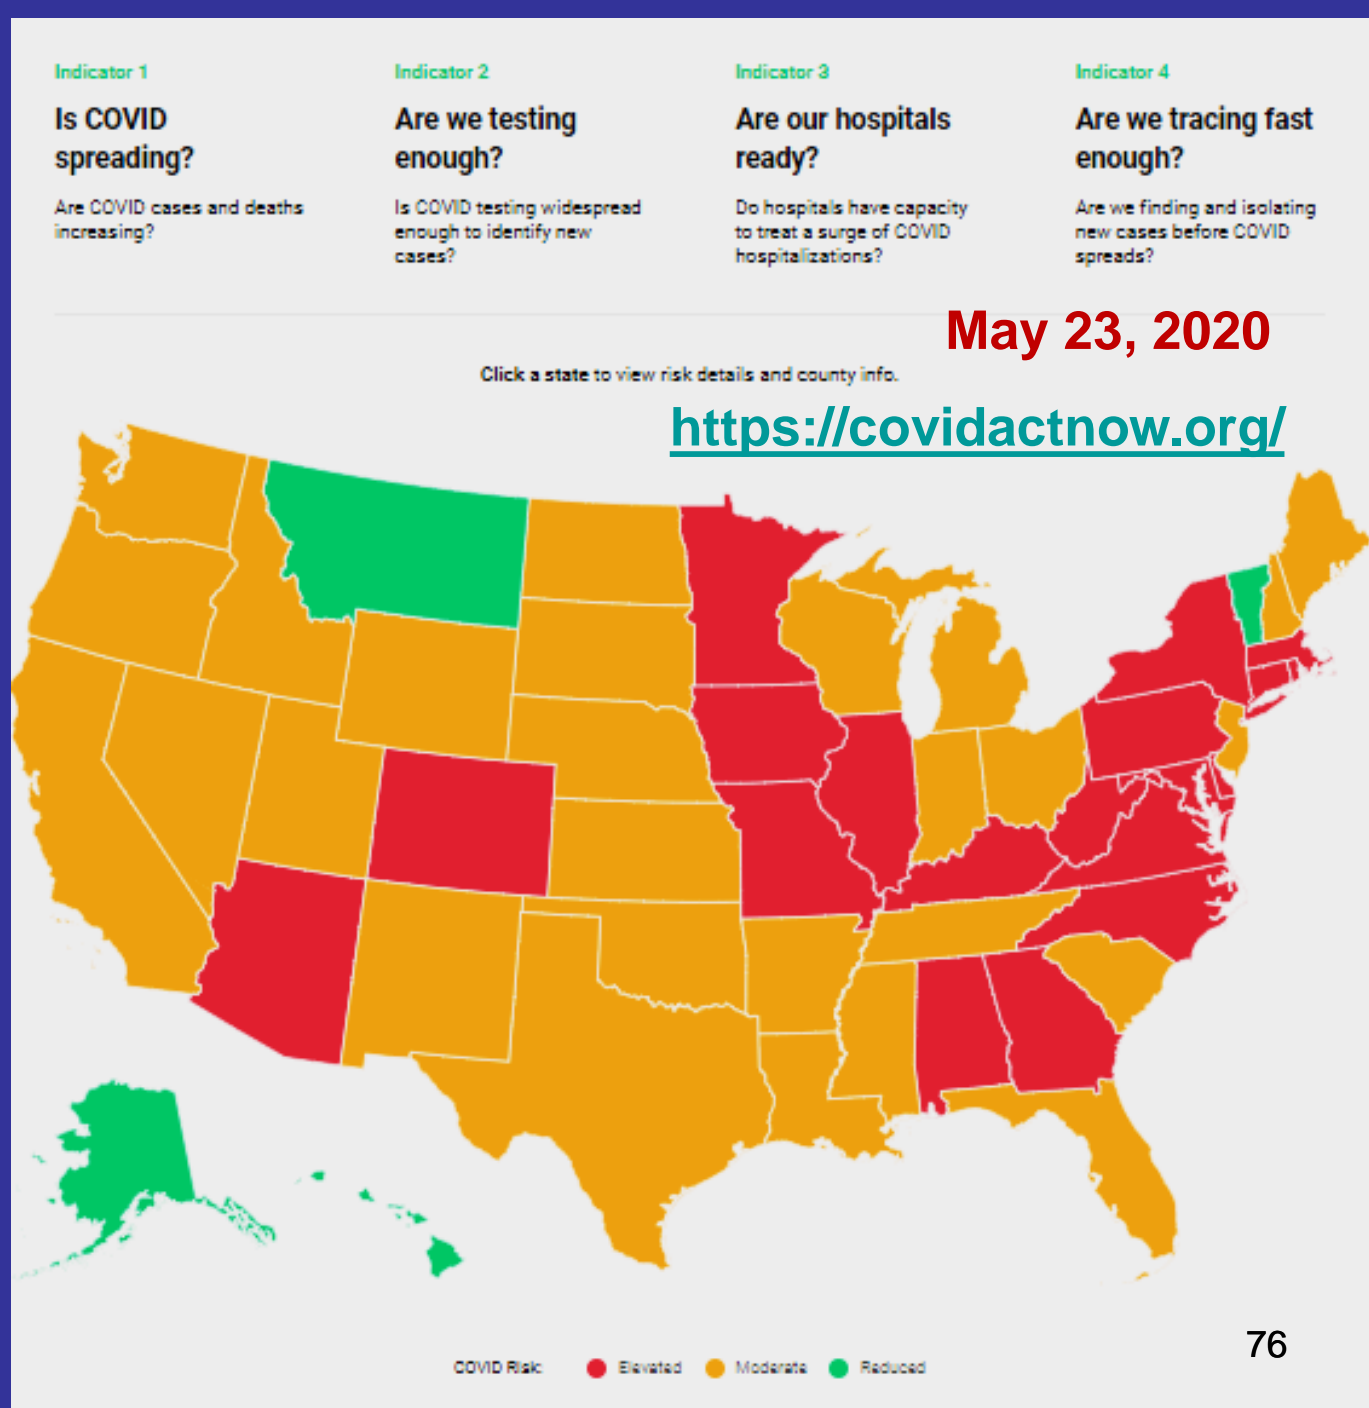 Indicator 1
Is COVID
spreading?
Are COVID cases and deaths
increasing?
Indicator 2
Are we testing
enough?
Is COVID testing widespread
enough to identify new
cases?
Indicator 3
Are our hospitals
ready?
Do hospitals have capacity
to treat a surge of COVID
hospitalizations?
Indicator 4
Are we tracing fast
enough?
Are we finding and isolating
new cases before COVID
spreads?
May 23, 2020
Click a state to view risk details and county info.
https://covidactnow.org/
76
COVID Risk: Elevated Moderate Reduced